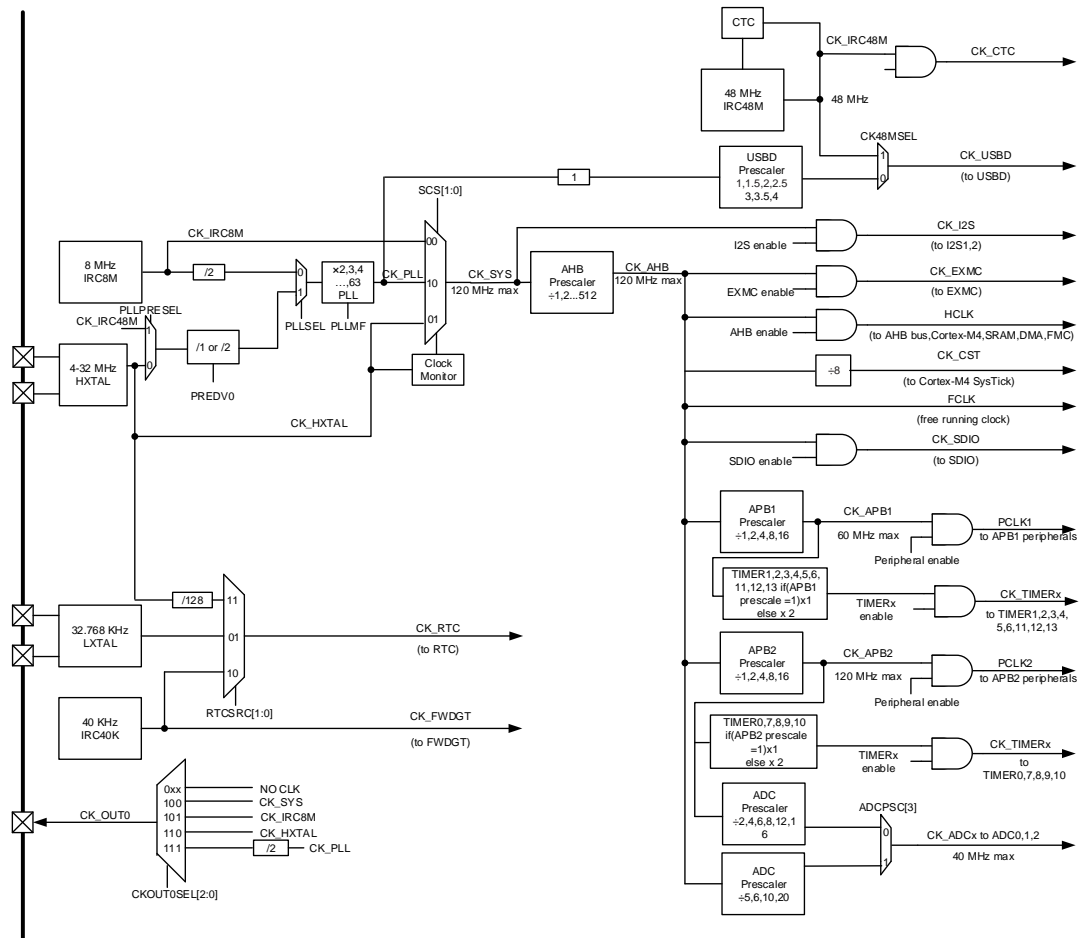 CTC
CK_IRC48M
CK_CTC
48 MHz
IRC48M
48 MHz
CK48MSEL
1
0
CK_USBD
(to USBD)
USBD
Prescaler
1,1.5,2,2.5
3,3.5,4
1
SCS[1:0]
CK_IRC8M
8 MHz
IRC8M
/2
0
1
PLLSEL
×2,3,4
…,63
PLL
PLLMF
CK_PLL
00
10
01
CK_SYS
120 MHz max
AHB
Prescaler
÷1,2...512
CK_AHB
120 MHz max
I2S enable
CK_I2S
(to I2S1,2)
EXMC enable
CK_EXMC
(to EXMC)
AHB enable
HCLK
(to AHB bus,Cortex-M4,SRAM,DMA,FMC)
÷8
CK_CST
(to Cortex-M4 SysTick)
FCLK
(free running clock)
SDIO enable
CK_SDIO
(to SDIO)
PLLPRESEL
CK_IRC48M
1
0
4-32 MHz
HXTAL
/1 or /2
PREDV0
Clock
Monitor
CK_HXTAL
APB1
Prescaler
÷1,2,4,8,16
CK_APB1
60 MHz max
Peripheral enable
PCLK1
to APB1 peripherals
TIMER1,2,3,4,5,6,
11,12,13 if(APB1
prescale =1)x1
else x 2
TIMERx
enable
CK_TIMERx
to TIMER1,2,3,4,
5,6,11,12,13
APB2
Prescaler
÷1,2,4,8,16
CK_APB2
120 MHz max
Peripheral enable
PCLK2
to APB2 peripherals
TIMER0,7,8,9,10
if(APB2 prescale
=1)x1
else x 2
TIMERx
enable
CK_TIMERx
to
TIMER0,7,8,9,10
ADC
Prescaler
÷2,4,6,8,12,1
6
ADCPSC[3]
0
1
CK_ADCx to ADC0,1,2
40 MHz max
ADC
Prescaler
÷5,6,10,20
32.768 KHz
LXTAL
/128
11
01
10
RTCSRC[1:0]
CK_RTC
(to RTC)
40 KHz
IRC40K
CK_FWDGT
(to FWDGT)
CK_OUT0
0xx
NO CLK
100
CK_SYS
101
CK_IRC8M
110
CK_HXTAL
111
/2
CK_PLL
CKOUT0SEL[2:0]